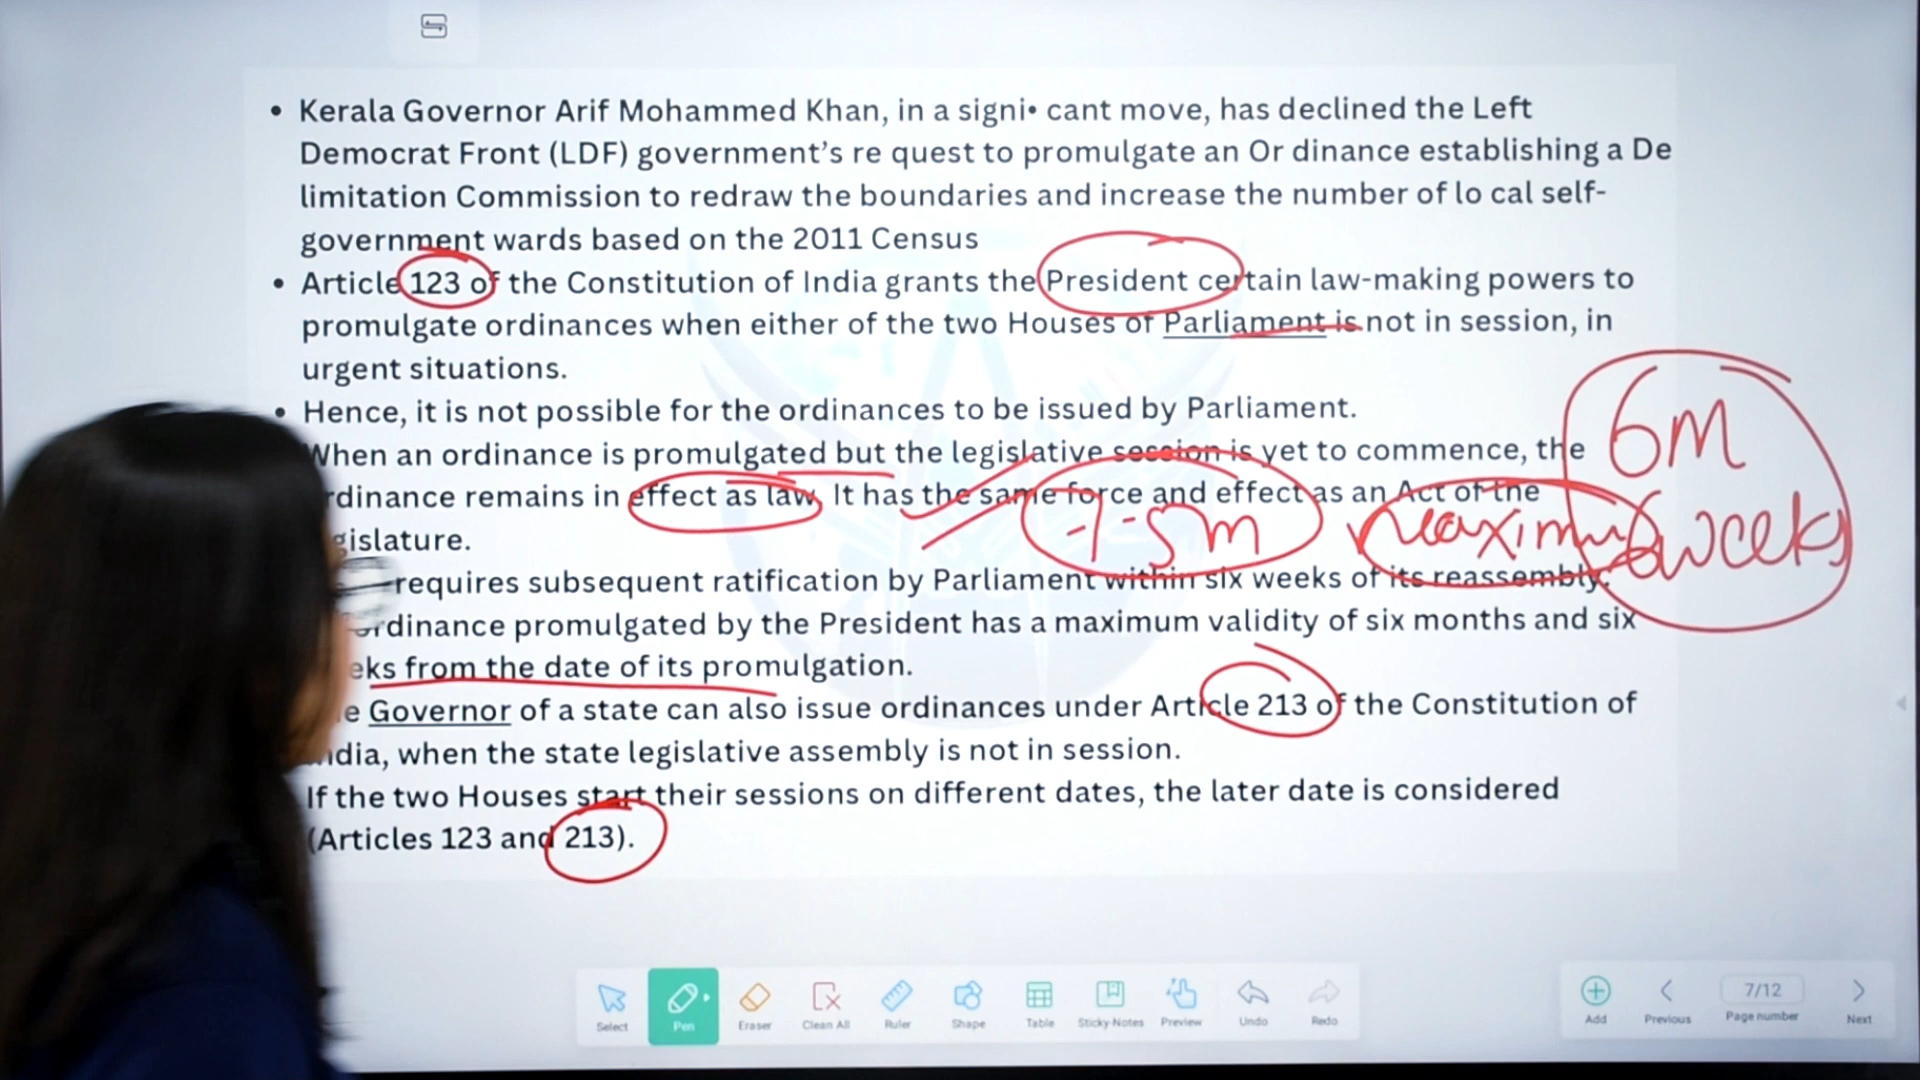 • Kerala Governor Arif Mohammed Khan, in a signi• cant move, has declined the Left
Democrat Front (LDF) government's re quest to promulgate an Or dinance establishing a De
limitation Commission to redraw the boundaries and increase the number of lo cal self-
government wards based on the 2011 Census
• Article 123 of the Constitution of India grants the President certain law-making powers to
promulgate ordinances when either of the two Houses of Parliament is not in session, in
urgent situations.
• Hence, it is not possible for the ordinances to be issued by Parliament.
When an ordinance is promulgated but the legislative session is yet to commence, the
rdinance remains in effect as law. It has the same force and effect as an Act of the
gislature.
requires subsequent ratification by Parliament within six weeks of its reassembly.
rdinance promulgated by the President has a maximum validity of six months and six
eks from the date of its promulgation.
e Governor of a state can also issue ordinances under Article 213 of the Constitution of
ndia, when the state legislative assembly is not in session.
If the two Houses start their sessions on different dates, the later date is considered
(Articles 123 and 213).
6m
6 weeks
7.5m
Select
Pen
Eraser
Clean All
Ruler
Shape
Table
Sticky Notes
Preview
Undo
Redo
Add
Previous
7/12
Page number
Next